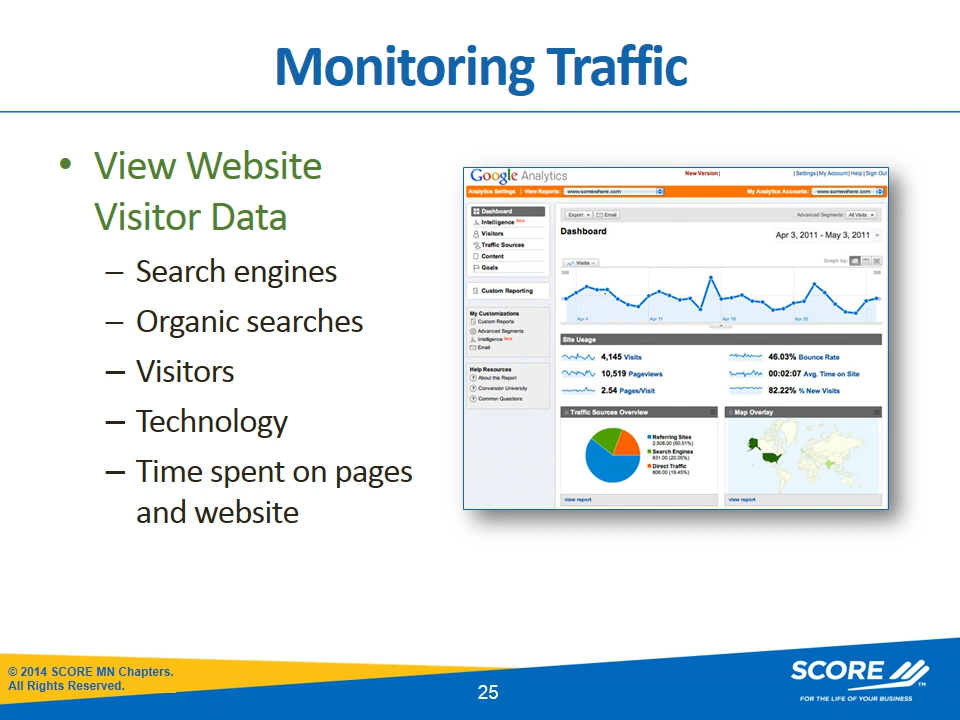 Monitoring Traffic
• View Website
Visitor Data
– Search engines
– Organic searches
– Visitors
– Technology
– Time spent on pages
and website
Google Analytics
New Version |
| Settings | My Account | Help | Sign Out
Analytics Settings | View Reports: www.somewhere.com
My Analytics Accounts: www.somewhere.com
Dashboard
Intelligence Beta
Visitors
Traffic Sources
Content
Goals
Custom Reporting
My Customizations
Custom Reports
Advanced Segments
Intelligence Beta
Email
Help Resources
About this Report
Conversion University
Common Questions
Export Email
Advanced Segments: All Visits
Dashboard
Apr 3, 2011 - May 3, 2011
Visits
Graph by:
Apr 4 Apr 11 Apr 18 Apr 25
Site Usage
4,145 Visits
10,519 Pageviews
2.54 Pages/Visit
46.03% Bounce Rate
00:02:07 Avg. Time on Site
82.22% % New Visits
Traffic Sources Overview
Referring Sites
2,508.00 (60.51%)
Search Engines
831.00 (20.05%)
Direct Traffic
806.00 (19.45%)
view report
Map Overlay
view report
© 2014 SCORE MN Chapters.
All Rights Reserved.
25
SCORE
TM
FOR THE LIFE OF YOUR BUSINESS